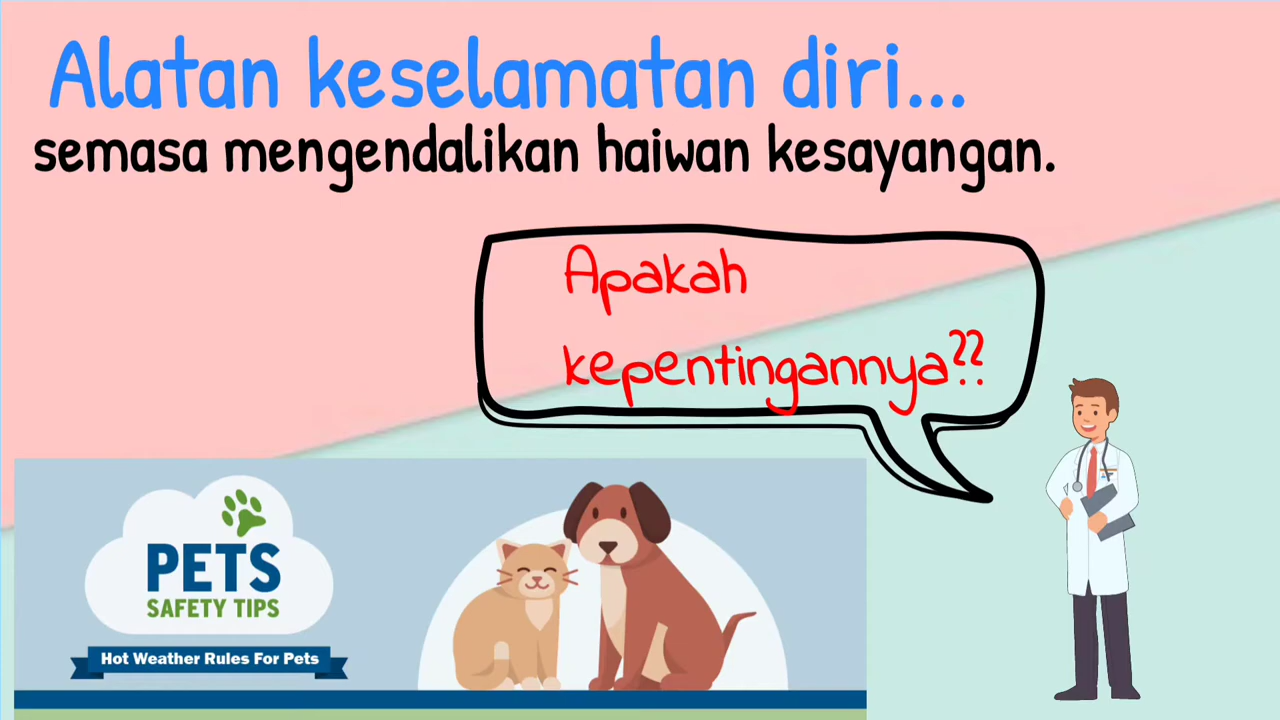 Alatan keselamatan diri...
semasa mengendalikan haiwan kesayangan.
Apakah
kepentingannya??
PETS
SAFETY TIPS
Hot Weather Rules For Pets